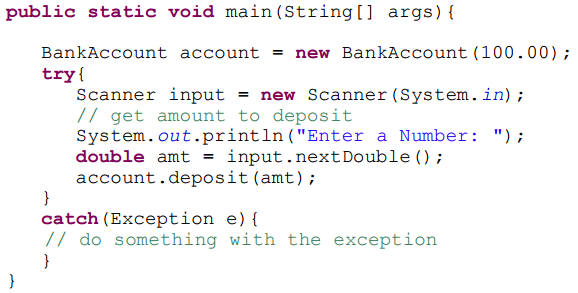 public static void main(String[] args){
BankAccount account = new BankAccount(100.00);
try{
Scanner input = new Scanner(System.in);
// get amount to deposit
System.out.println("Enter a Number: ");
double amt = input.nextDouble();
account.deposit(amt);
}
catch(Exception e){
// do something with the exception
}
}